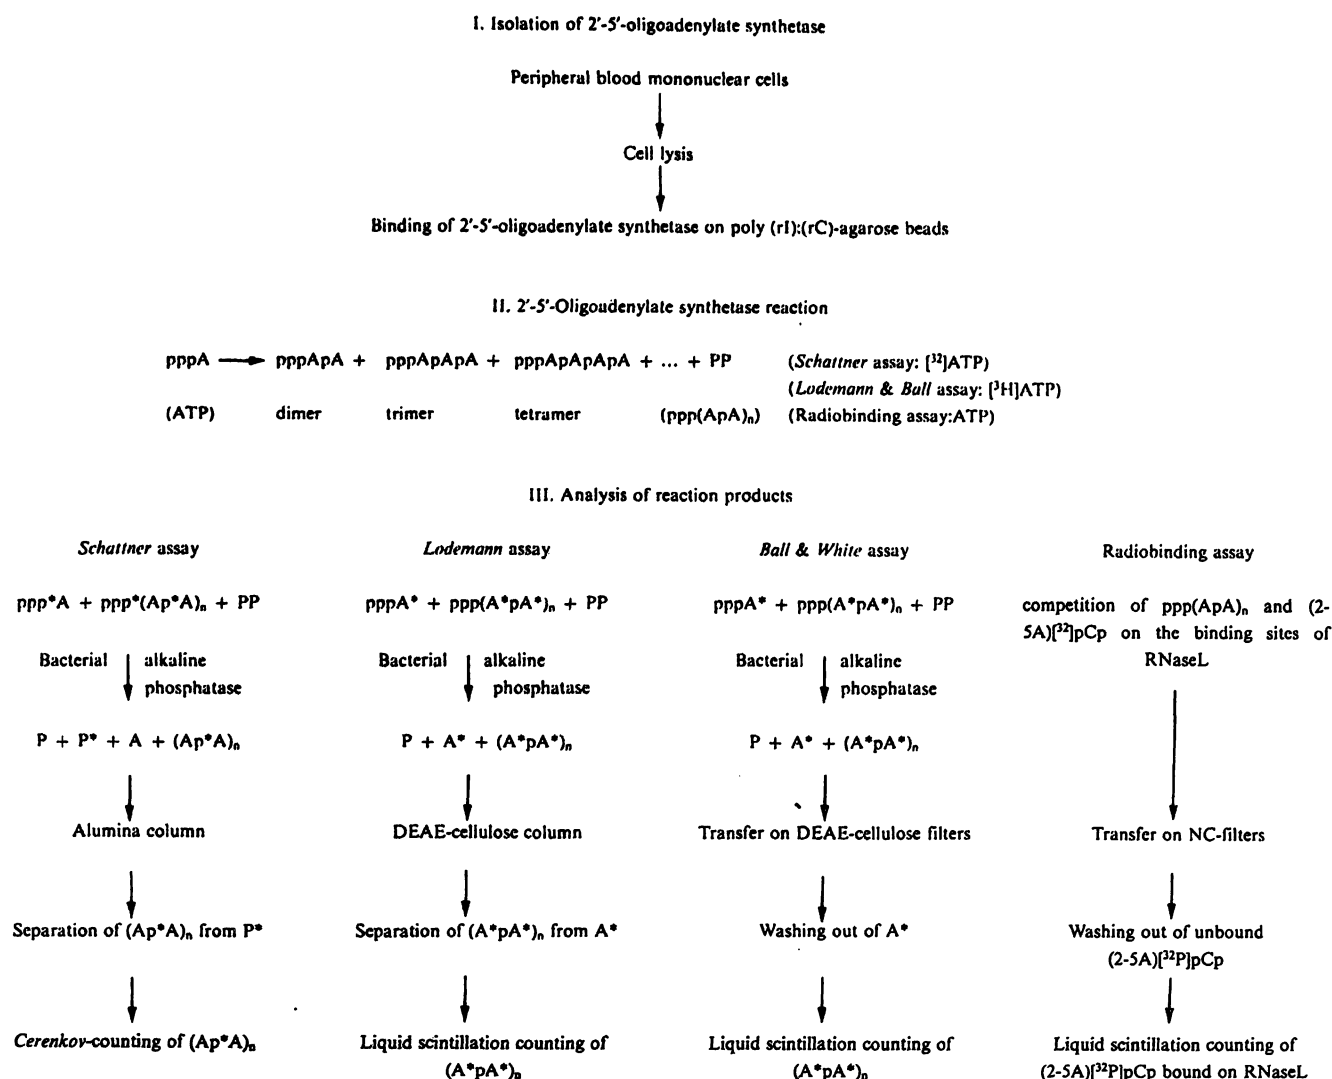 I. Isolation of 2′-5′-oligoadenylate synthetase
Peripheral blood mononuclear cells
Cell lysis
Binding of 2′-5′-oligoadenylate synthetase on poly (rI):(rC)-agarose beads
II. 2′-5′-Oligoudenylate synthetase reaction
pppA → pppApA + pppApApA + pppApApApA + ... + PP (Schattner assay: [³²]ATP)
(Lodemann & Ball assay: [³H]ATP)
(ATP) dimer trimer tetramer (ppp(ApA)ₙ) (Radiobinding assay:ATP)
III. Analysis of reaction products
Schattner assay
ppp*A + ppp*(Ap*A)ₙ + PP
Bacterial alkaline
phosphatase
P + P* + A + (Ap*A)ₙ
Alumina column
Separation of (Ap*A)ₙ from P*
Cerenkov-counting of (Ap*A)ₙ
Lodemann assay
pppA* + ppp(A*pA*)ₙ + PP
Bacterial alkaline
phosphatase
P + A* + (A*pA*)ₙ
DEAE-cellulose column
Separation of (A*pA*)ₙ from A*
Liquid scintillation counting of
(A*pA*)ₙ
Ball & White assay
pppA* + ppp(A*pA*)ₙ + PP
Bacterial alkaline
phosphatase
P + A* + (A*pA*)ₙ
Transfer on DEAE-cellulose filters
Washing out of A*
Liquid scintillation counting of
(A*pA*)ₙ
Radiobinding assay
competition of ppp(ApA)ₙ and (2-
5A)[³²]pCp on the binding sites of
RNaseL
Transfer on NC-filters
Washing out of unbound
(2-5A)[³²P]pCp
Liquid scintillation counting of
(2-5A)[³²P]pCp bound on RNaseL